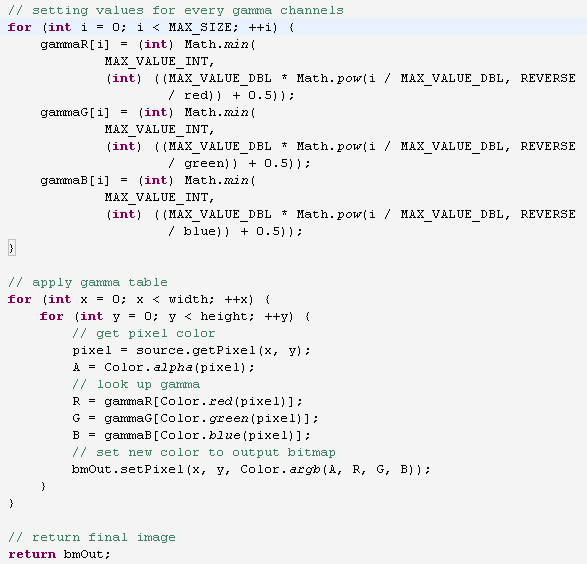 // setting values for every gamma channels
for (int i = 0; i < MAX_SIZE; ++i) {
    gammaR[i] = (int) Math.min(
            MAX_VALUE_INT,
            (int) ((MAX_VALUE_DBL * Math.pow(i / MAX_VALUE_DBL, REVERSE
                    / red)) + 0.5));
    gammaG[i] = (int) Math.min(
            MAX_VALUE_INT,
            (int) ((MAX_VALUE_DBL * Math.pow(i / MAX_VALUE_DBL, REVERSE
                    / green)) + 0.5));
    gammaB[i] = (int) Math.min(
            MAX_VALUE_INT,
            (int) ((MAX_VALUE_DBL * Math.pow(i / MAX_VALUE_DBL, REVERSE
                    / blue)) + 0.5));
}

// apply gamma table
for (int x = 0; x < width; ++x) {
    for (int y = 0; y < height; ++y) {
        // get pixel color
        pixel = source.getPixel(x, y);
        A = Color.alpha(pixel);
        // look up gamma
        R = gammaR[Color.red(pixel)];
        G = gammaG[Color.green(pixel)];
        B = gammaB[Color.blue(pixel)];
        // set new color to output bitmap
        bmOut.setPixel(x, y, Color.argb(A, R, G, B));
    }
}

// return final image
return bmOut;